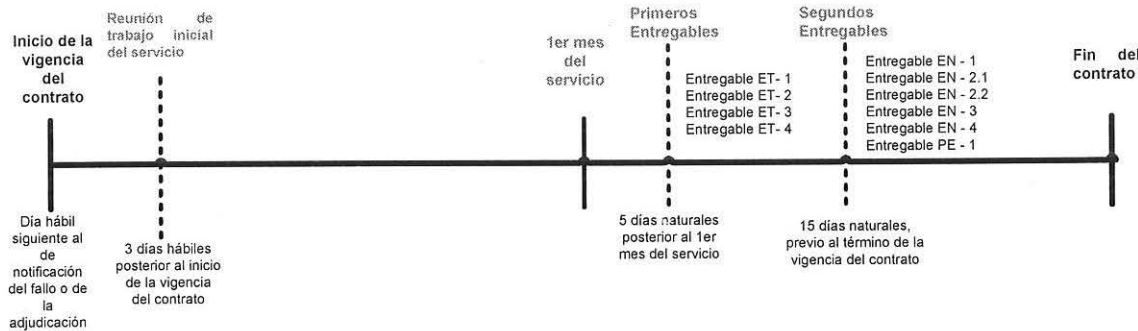 Inicio de la
vigencia
del
contrato
Reunión de
trabajo inicial
del servicio
1er mes
del
servicio
Primeros
Entregables
Entregable ET- 1
Entregable ET- 2
Entregable ET- 3
Entregable ET- 4
Segundos
Entregables
Entregable EN - 1
Entregable EN - 2.1
Entregable EN - 2.2
Entregable EN - 3
Entregable EN - 4
Entregable PE - 1
Fin del
contrato
Día hábil
siguiente al
de
notificación
del fallo o de
la
adjudicación
3 días hábiles
posterior al inicio
de la vigencia
del contrato
5 días naturales
posterior al 1er
mes del servicio
15 días naturales,
previo al término de la
vigencia del contrato